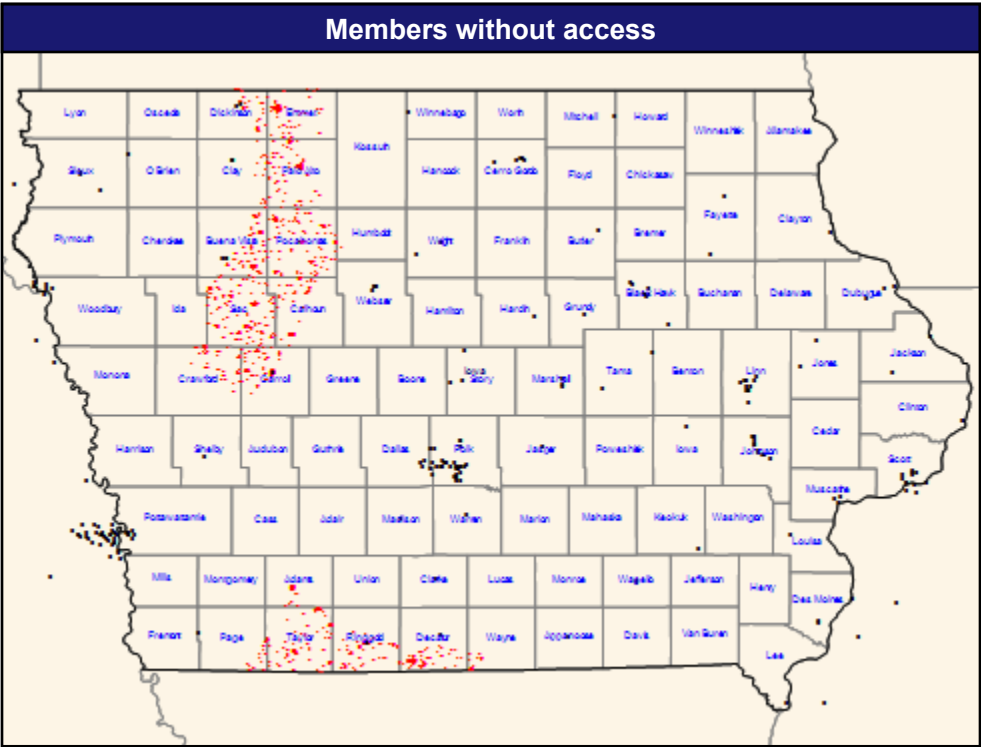 Members without access
Lyon Osceola Dickinson Emmet Winnebago Worth Mitchell Howard
Winneshiek Allamakee
Kossuth
Sioux O'Brien Clay Palo Alto Hancock Cerro Gordo Floyd Chickasaw
Fayette Clayton
Plymouth Cherokee Buena Vista Pocahontas Humboldt Wright Franklin Butler Bremer
Woodbury Ida Sac Calhoun Webster Hamilton Hardin Grundy Black Hawk Buchanan Delaware Dubuque
Monona Crawford Carroll Greene Boone Story Marshall Tama Benton Linn Jones Jackson
Iowa
Clinton
Harrison Shelby Audubon Guthrie Dallas Polk Jasper Poweshiek Iowa Johnson Cedar
Scott
Muscatine
Pottawattamie Cass Adair Madison Warren Marion Mahaska Keokuk Washington
Louisa
Mills Montgomery Adams Union Clarke Lucas Monroe Wapello Jefferson Henry
Des Moines
Fremont Page Taylor Ringgold Decatur Wayne Appanoose Davis Van Buren
Lee